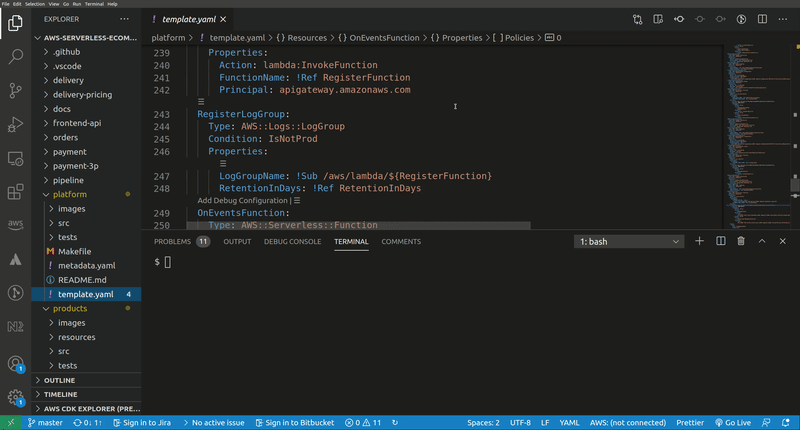 File Edit Selection View Go Run Terminal Help
EXPLORER
AWS-SERVERLESS-ECOM...
.github
.vscode
delivery
delivery-pricing
docs
frontend-api
orders
payment
payment-3p
pipeline
platform
images
src
tests
Makefile
metadata.yaml
README.md
template.yaml 4
products
images
resources
src
tests
OUTLINE
TIMELINE
AWS CDK EXPLORER (PRE...
aws
1
1
template.yaml
platform > template.yaml > {} Resources > {} OnEventsFunction > {} Properties > [ ] Policies > 0
239 Properties:
240 Action: lambda:InvokeFunction
241 FunctionName: !Ref RegisterFunction
242 Principal: apigateway.amazonaws.com
243 RegisterLogGroup:
244 Type: AWS::Logs::LogGroup
245 Condition: IsNotProd
246 Properties:
247 LogGroupName: !Sub /aws/lambda/${RegisterFunction}
248 RetentionInDays: !Ref RetentionInDays
Add Debug Configuration |
249 OnEventsFunction:
250 Type: AWS::Serverless::Function
PROBLEMS 11 OUTPUT DEBUG CONSOLE TERMINAL COMMENTS 1: bash
$
master 0↓ 1↑ Sign in to Jira No active issue Sign in to Bitbucket 0 11 Spaces: 2 UTF-8 LF YAML AWS: (not connected) Prettier Go Live